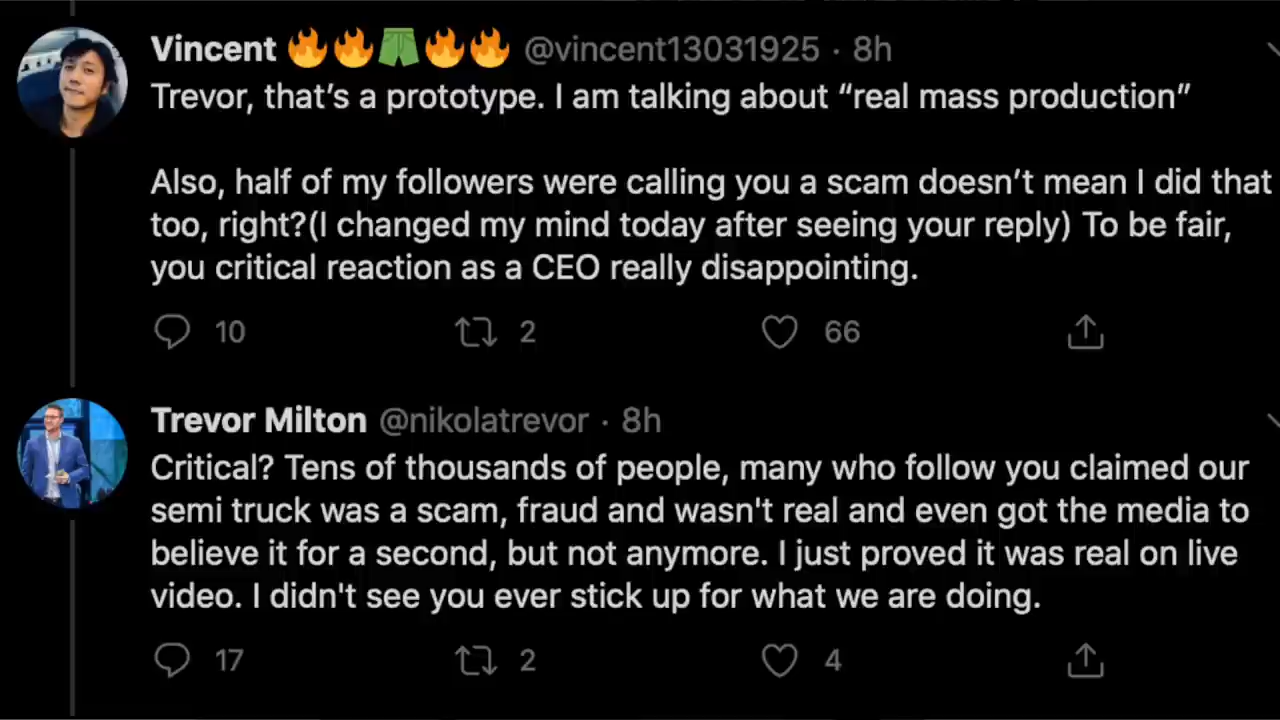 Vincent 🔥🔥🩳🔥🔥 @vincent13031925 · 8h
Trevor, that’s a prototype. I am talking about “real mass production”
Also, half of my followers were calling you a scam doesn’t mean I did that
too, right?(I changed my mind today after seeing your reply) To be fair,
you critical reaction as a CEO really disappointing.
10 2 66
Trevor Milton @nikolatrevor · 8h
Critical? Tens of thousands of people, many who follow you claimed our
semi truck was a scam, fraud and wasn't real and even got the media to
believe it for a second, but not anymore. I just proved it was real on live
video. I didn't see you ever stick up for what we are doing.
17 2 4